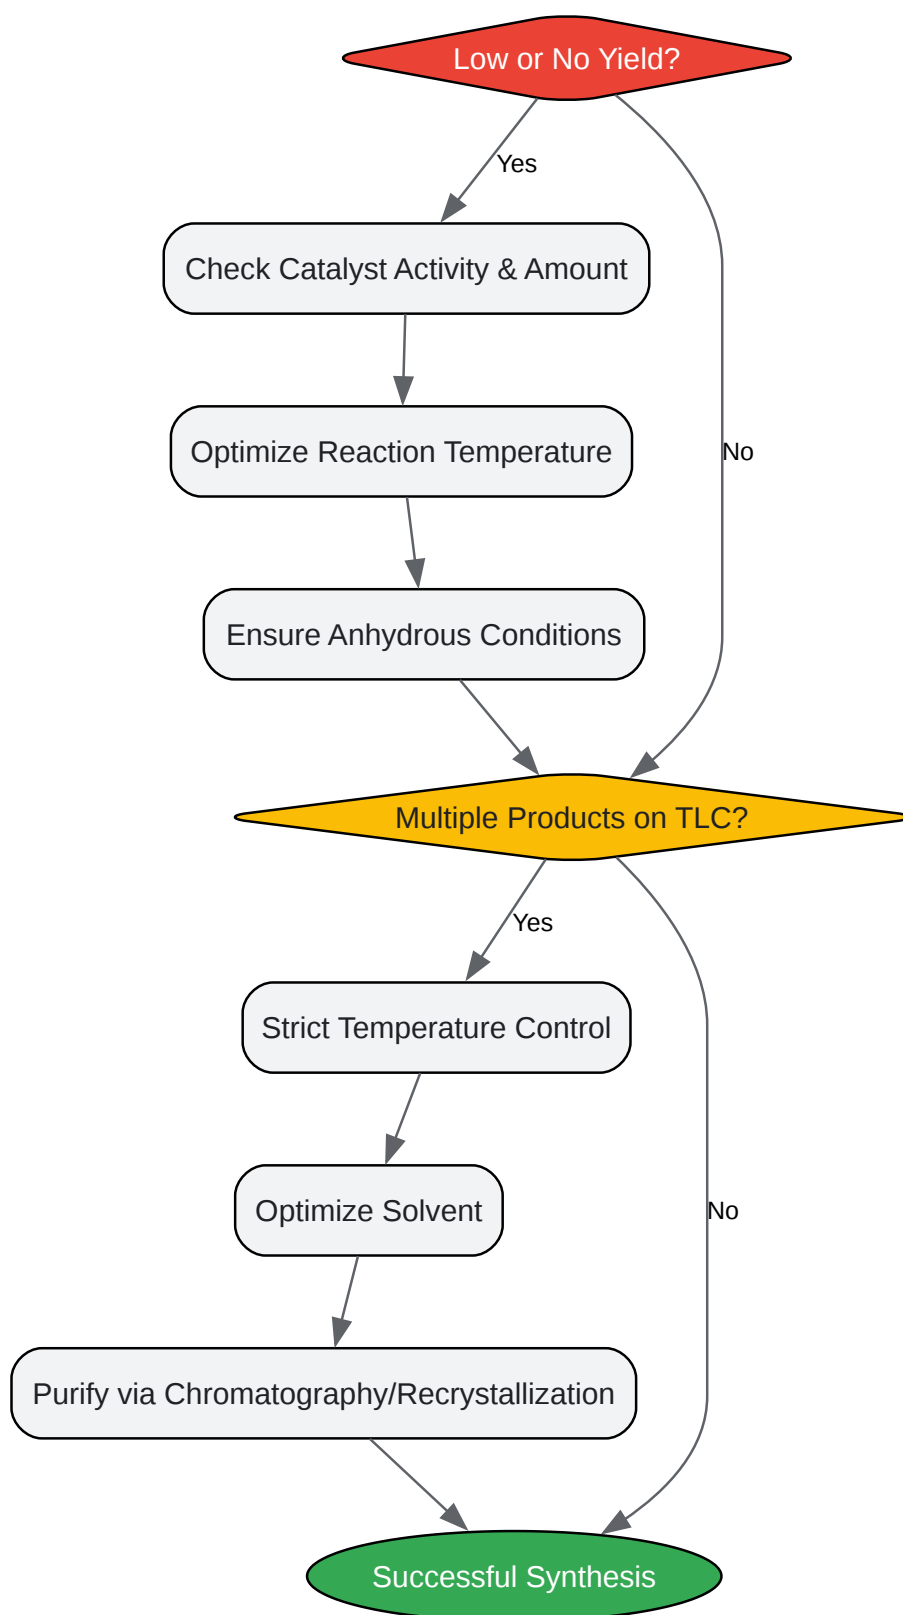 Low or No Yield?
Yes
Check Catalyst Activity & Amount
Optimize Reaction Temperature
No
Ensure Anhydrous Conditions
Multiple Products on TLC?
Yes
Strict Temperature Control
Optimize Solvent
No
Purify via Chromatography/Recrystallization
Successful Synthesis